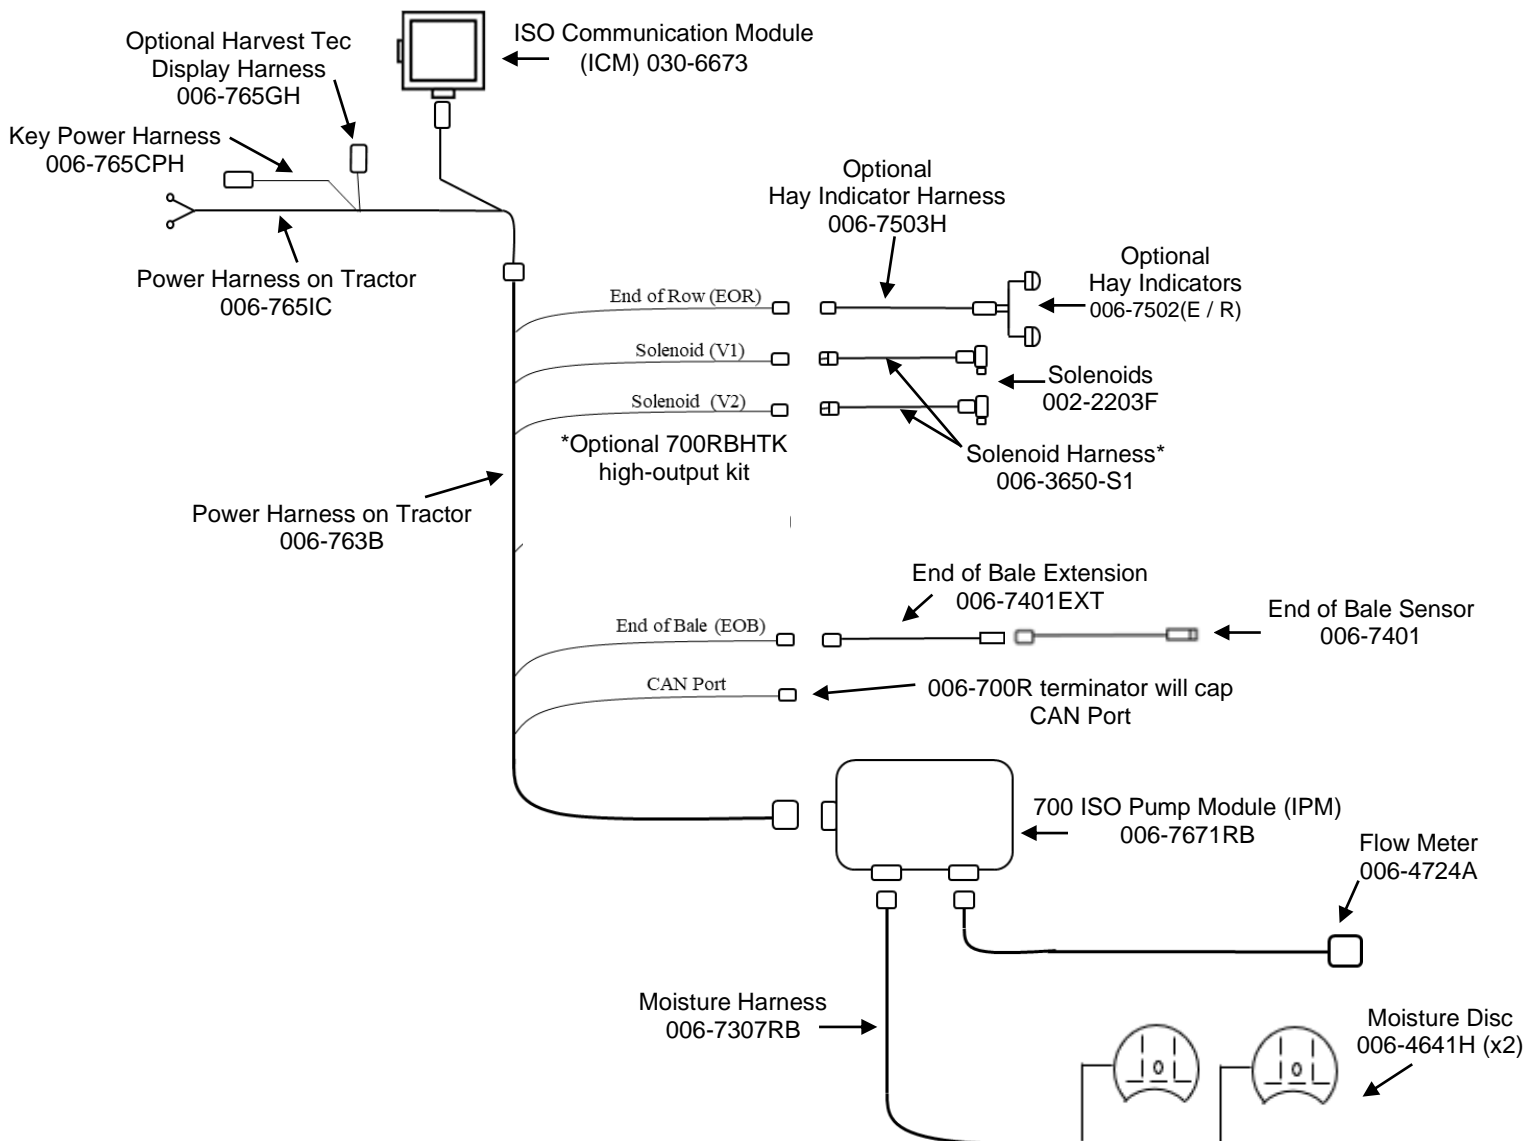 ISO Communication Module
(ICM) 030-6673
Optional Harvest Tec
Display Harness
006-765GH
Key Power Harness
006-765CPH
Power Harness on Tractor
006-765IC
Optional
Hay Indicator Harness
006-7503H
Optional
Hay Indicators
006-7502(E / R)
End of Row (EOR)
Solenoid (V1)
Solenoid (V2)
Solenoids
002-2203F
*Optional 700RBHTK
high-output kit
Solenoid Harness*
006-3650-S1
Power Harness on Tractor
006-763B
End of Bale Extension
006-7401EXT
End of Bale Sensor
006-7401
End of Bale (EOB)
CAN Port
006-700R terminator will cap
CAN Port
700 ISO Pump Module (IPM)
006-7671RB
Flow Meter
006-4724A
Moisture Harness
006-7307RB
Moisture Disc
006-4641H (x2)